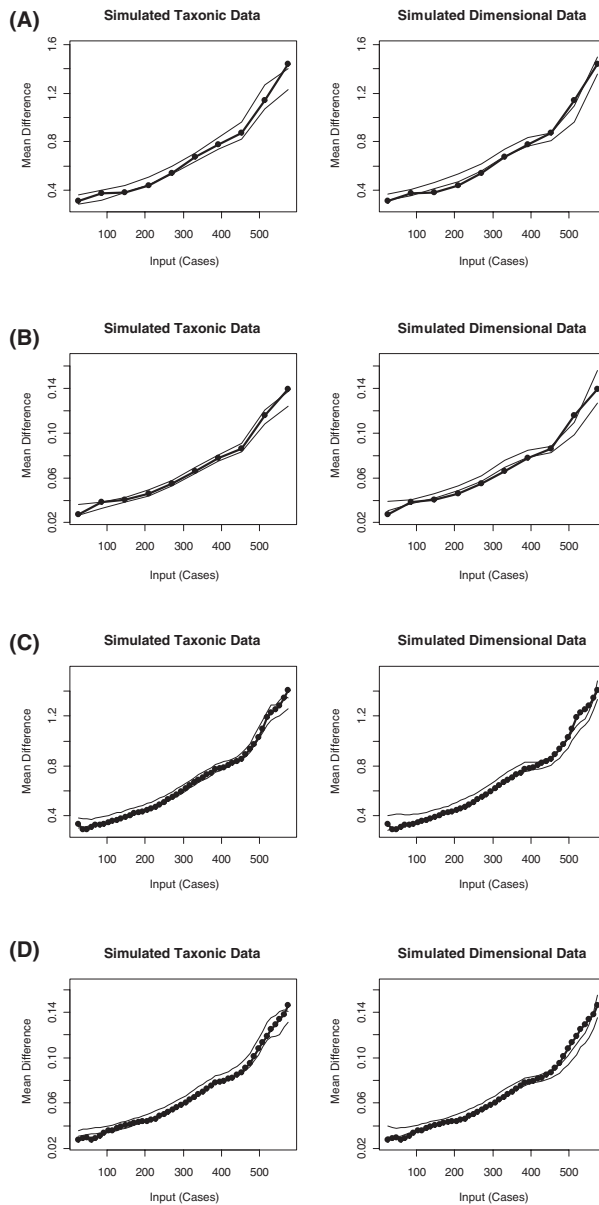 (A)
Simulated Taxonic Data
Simulated Dimensional Data
Mean Difference
1.6
1.2
0.8
0.4
100 200 300 400 500
Input (Cases)
Mean Difference
1.6
1.2
0.8
0.4
100 200 300 400 500
Input (Cases)
(B)
Simulated Taxonic Data
Simulated Dimensional Data
Mean Difference
0.14
0.10
0.06
0.02
100 200 300 400 500
Input (Cases)
Mean Difference
0.14
0.10
0.06
0.02
100 200 300 400 500
Input (Cases)
(C)
Simulated Taxonic Data
Simulated Dimensional Data
Mean Difference
1.2
0.8
0.4
100 200 300 400 500
Input (Cases)
Mean Difference
1.2
0.8
0.4
100 200 300 400 500
Input (Cases)
(D)
Simulated Taxonic Data
Simulated Dimensional Data
Mean Difference
0.14
0.10
0.06
0.02
100 200 300 400 500
Input (Cases)
Mean Difference
0.14
0.10
0.06
0.02
100 200 300 400 500
Input (Cases)